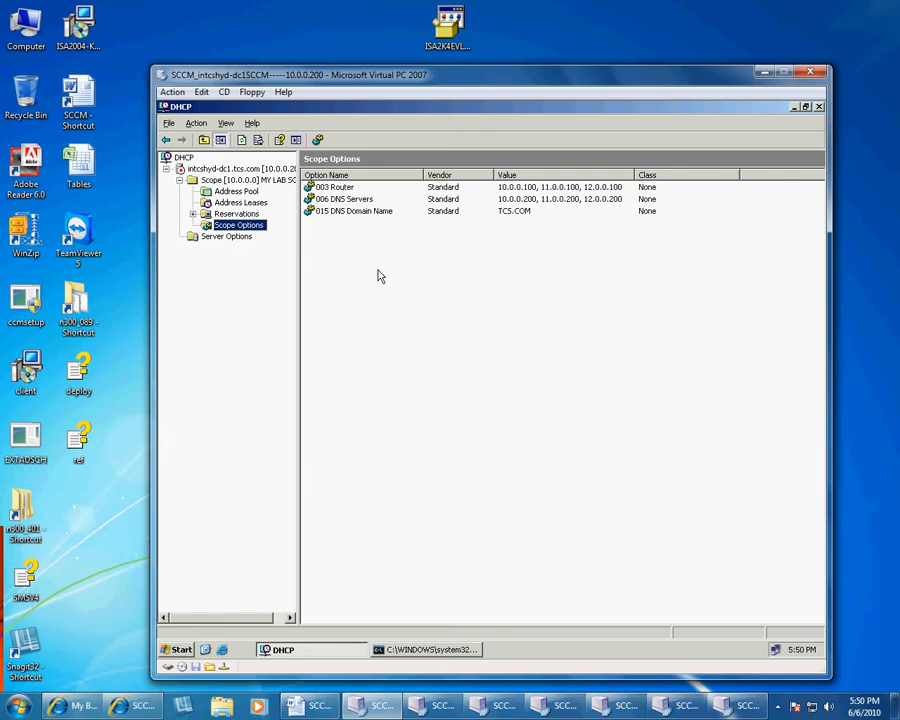 Computer
ISA2004-K...
ISA2K4EVL...
Recycle Bin
SCCM -
Shortcut
Adobe
Reader6.0
Tables
WinZip
TeamViewer
5
ccmsetup
n300_089 -
Shortcut
client
deploy
EXTADSCH
ref
n300_401 -
Shortcut
SMSV4
Snagit32 -
Shortcut
SCCM_intcshyd-dc1SCCM-----10.0.0.200 - Microsoft Virtual PC 2007
Action Edit CD Floppy Help
DHCP
File Action View Help
DHCP
intcshyd-dc1.tcs.com [10.0.0.20
Scope [10.0.0.0] MY LAB SC
Address Pool
Address Leases
Reservations
Scope Options
Server Options
Scope Options
Option Name Vendor Value Class
003 Router Standard 10.0.0.100, 11.0.0.100, 12.0.0.100 None
006 DNS Servers Standard 10.0.0.200, 11.0.0.200, 12.0.0.200 None
015 DNS Domain Name Standard TCS.COM None
Start DHCP C:\WINDOWS\system32... 5:50 PM
My B... SCC... SCC... SCC... SCC... SCC... SCC... SCC... SCC... SCC...
5:50 PM
6/6/2010